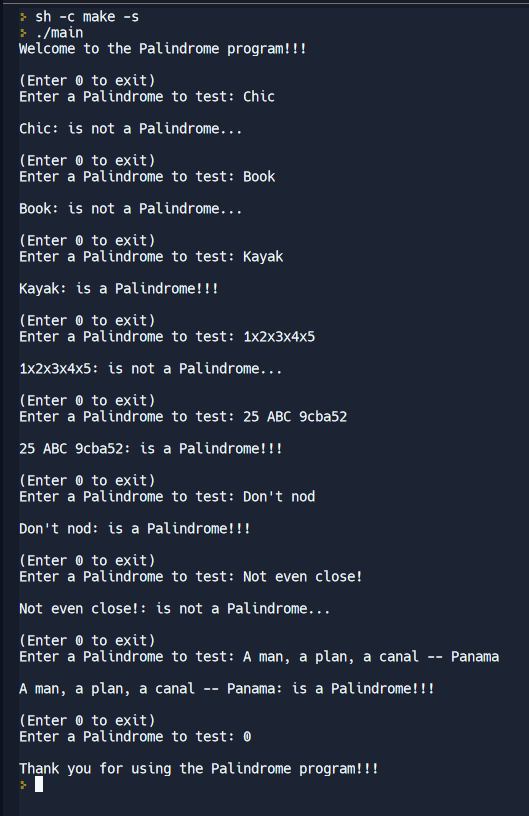 > sh -c make -s
> ./main
Welcome to the Palindrome program!!!
(Enter 0 to exit)
Enter a Palindrome to test: Chic
Chic: is not a Palindrome...
(Enter 0 to exit)
Enter a Palindrome to test: Book
Book: is not a Palindrome...
(Enter 0 to exit)
Enter a Palindrome to test: Kayak
Kayak: is a Palindrome!!!
(Enter 0 to exit)
Enter a Palindrome to test: 1x2x3x4x5
1x2x3x4x5: is not a Palindrome...
(Enter 0 to exit)
Enter a Palindrome to test: 25 ABC 9cba52
25 ABC 9cba52: is a Palindrome!!!
(Enter 0 to exit)
Enter a Palindrome to test: Don't nod
Don't nod: is a Palindrome!!!
(Enter 0 to exit)
Enter a Palindrome to test: Not even close!
Not even close!: is not a Palindrome...
(Enter 0 to exit)
Enter a Palindrome to test: A man, a plan, a canal -- Panama
A man, a plan, a canal -- Panama: is a Palindrome!!!
(Enter 0 to exit)
Enter a Palindrome to test: 0
Thank you for using the Palindrome program!!!
>